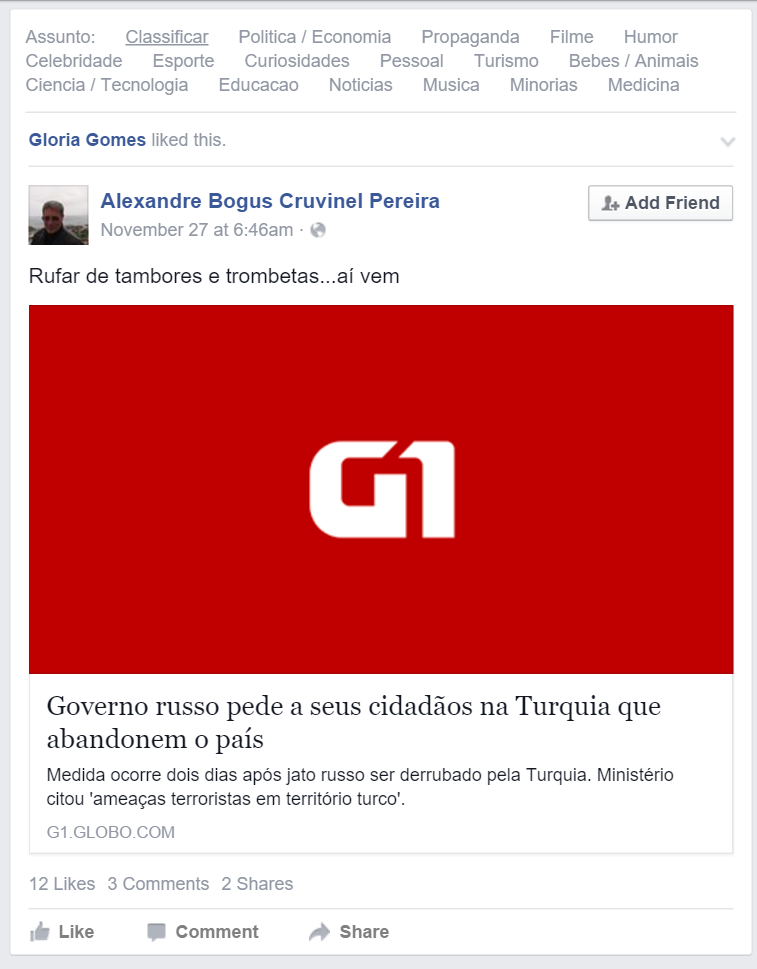 Assunto: Classificar Politica / Economia Propaganda Filme Humor
Celebridade Esporte Curiosidades Pessoal Turismo Bebes / Animais
Ciencia / Tecnologia Educacao Noticias Musica Minorias Medicina
Gloria Gomes liked this.
Alexandre Bogus Cruvinel Pereira
Add Friend
November 27 at 6:46am ·
Rufar de tambores e trombetas...aí vem
G1
Governo russo pede a seus cidadãos na Turquia que
abandonem o país
Medida ocorre dois dias após jato russo ser derrubado pela Turquia. Ministério
citou 'ameaças terroristas em território turco'.
G1.GLOBO.COM
12 Likes 3 Comments 2 Shares
Like Comment Share